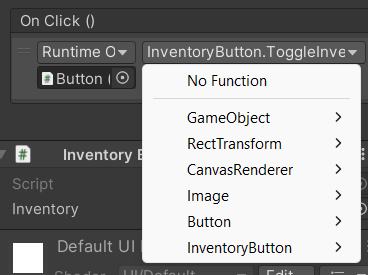 On Click ()
Runtime O InventoryButton.ToggleInve
Button (
No Function
GameObject
RectTransform
CanvasRenderer
Image
Button
InventoryButton
Inventory B
Script
Inventory
Default UI
Shader UI/Default Edit